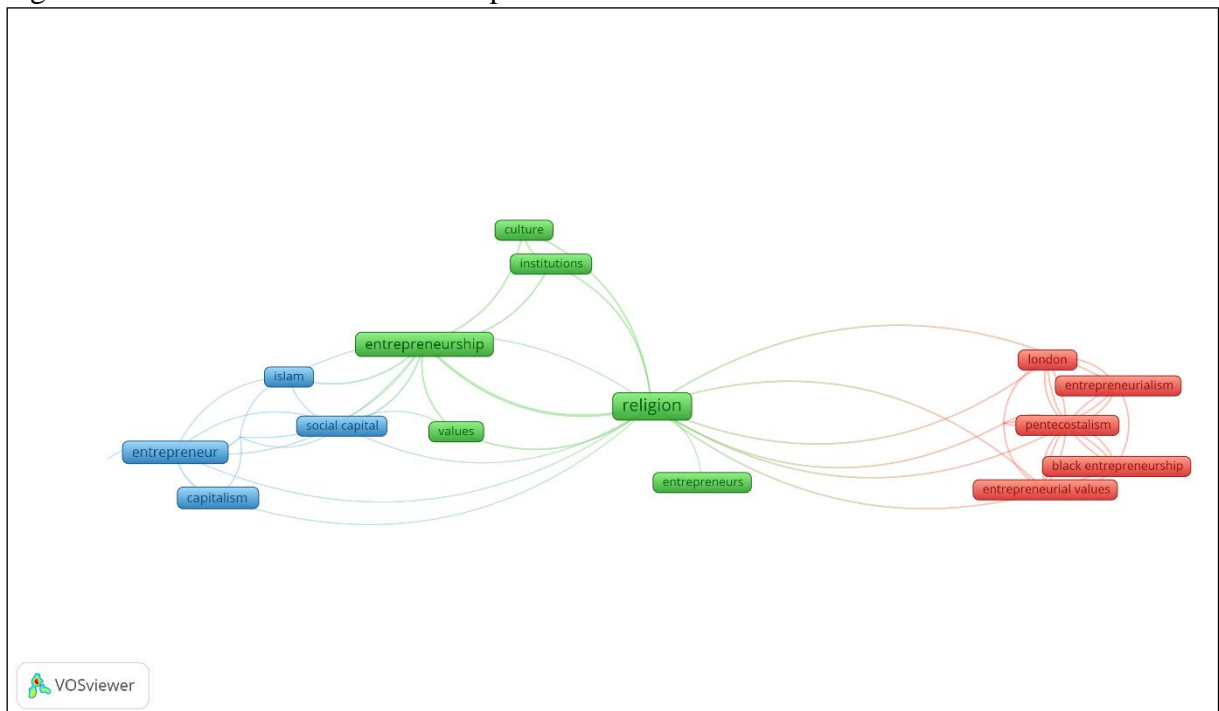 culture
institutions
entrepreneurship
london
islam
entrepreneurialism
religion
social capital
pentecostalism
values
entrepreneur
black entrepreneurship
entrepreneurs
entrepreneurial values
capitalism
VOSviewer